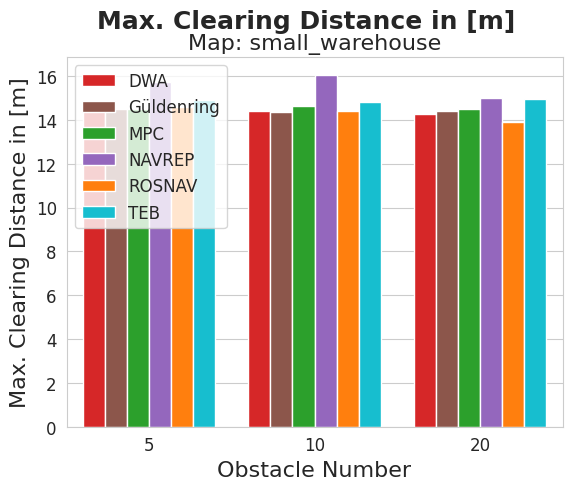 Max. Clearing Distance in [m]
Map: small_warehouse
Max. Clearing Distance in [m]
16
14
12
10
8
6
4
2
0
DWA
Güldenring
MPC
NAVREP
ROSNAV
TEB
5
10
20
Obstacle Number